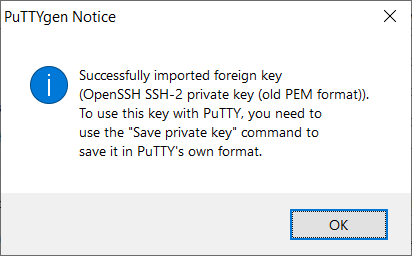 PuTTYgen Notice
Successfully imported foreign key
(OpenSSH SSH-2 private key (old PEM format)).
To use this key with PuTTY, you need to
use the "Save private key" command to
save it in PuTTY's own format.
OK